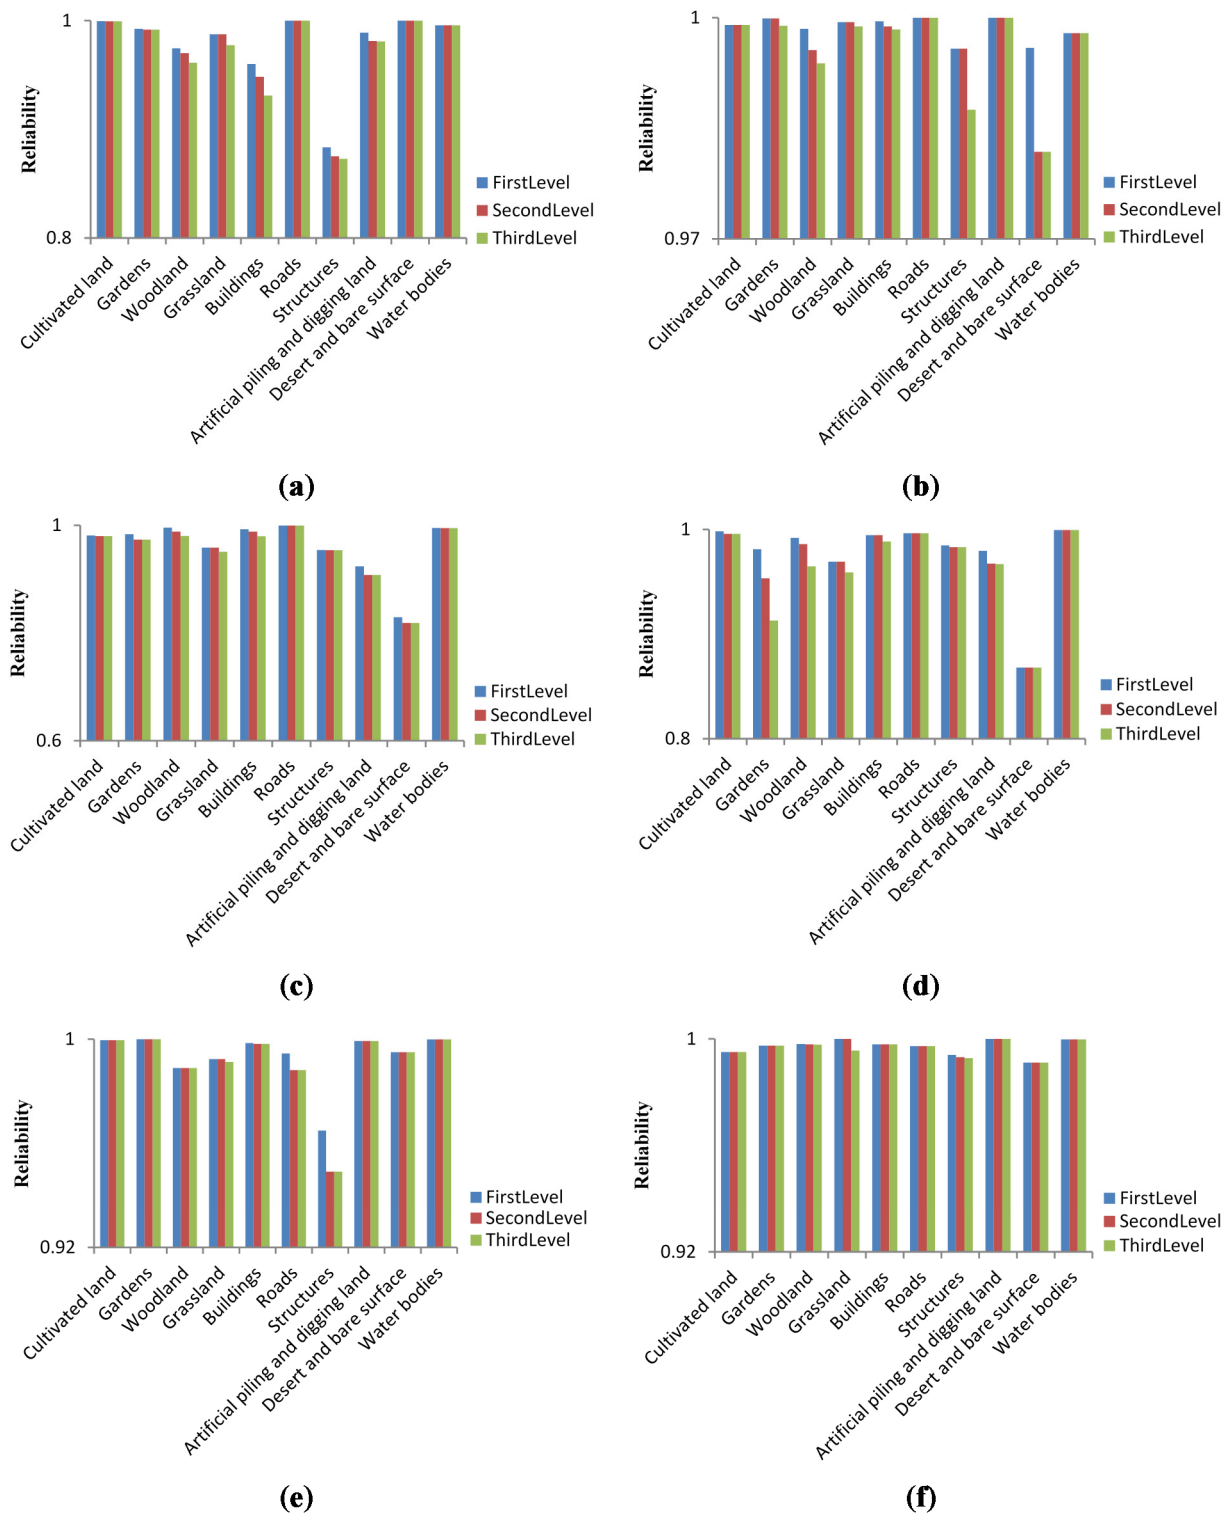 1
0.8
Reliability
FirstLevel
SecondLevel
ThirdLevel
Cultivated land
Gardens
Woodland
Grassland
Buildings
Roads
Structures
Artificial piling and digging land
Desert and bare surface
Water bodies
(a)
1
0.97
Reliability
FirstLevel
SecondLevel
ThirdLevel
Cultivated land
Gardens
Woodland
Grassland
Buildings
Roads
Structures
Artificial piling and digging land
Desert and bare surface
Water bodies
(b)
1
0.6
Reliability
FirstLevel
SecondLevel
ThirdLevel
Cultivated land
Gardens
Woodland
Grassland
Buildings
Roads
Structures
Artificial piling and digging land
Desert and bare surface
Water bodies
(c)
1
0.8
Reliability
FirstLevel
SecondLevel
ThirdLevel
Cultivated land
Gardens
Woodland
Grassland
Buildings
Roads
Structures
Artificial piling and digging land
Desert and bare surface
Water bodies
(d)
1
0.92
Reliability
FirstLevel
SecondLevel
ThirdLevel
Cultivated land
Gardens
Woodland
Grassland
Buildings
Roads
Structures
Artificial piling and digging land
Desert and bare surface
Water bodies
(e)
1
0.92
Reliability
FirstLevel
SecondLevel
ThirdLevel
Cultivated land
Gardens
Woodland
Grassland
Buildings
Roads
Structures
Artificial piling and digging land
Desert and bare surface
Water bodies
(f)